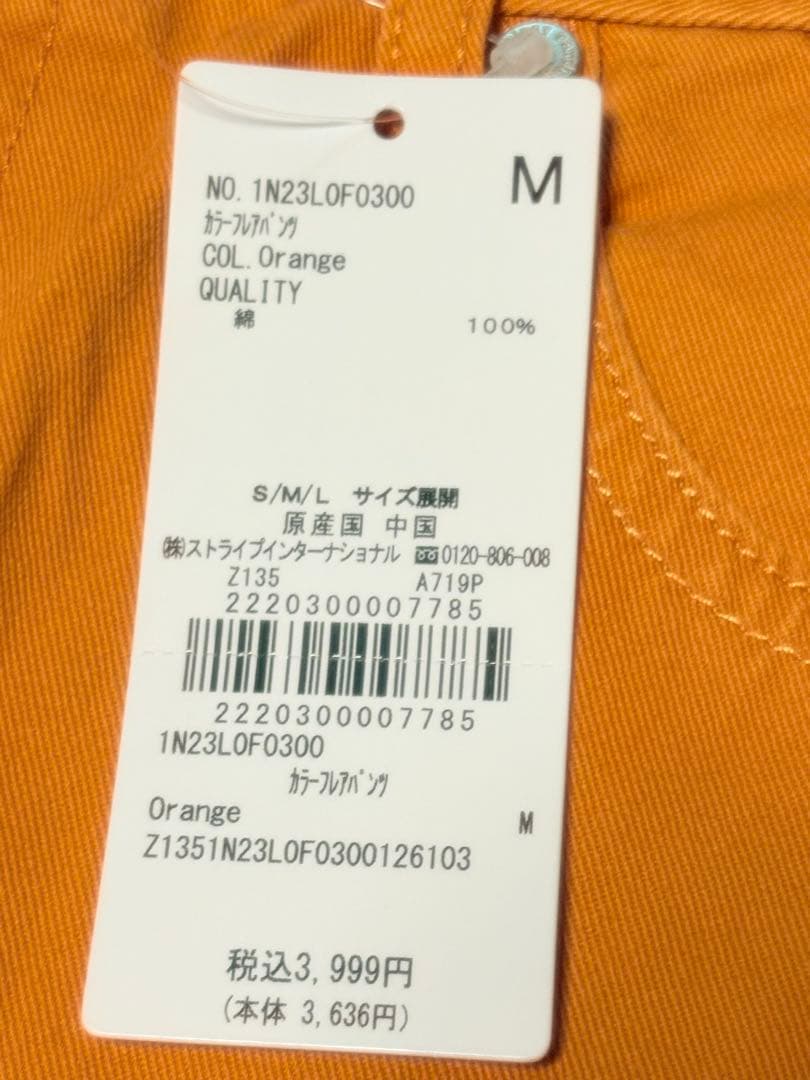 M
NO. 1N23L0F0300
ｶﾗｰﾌﾚｱﾊﾟﾝﾂ
COL.Orange
QUALITY
綿 100%
S/M/L サイズ展開
原産国 中国
㈱ストライプインターナショナル 0120-806-008
Z135 A719P
2220300007785
2220300007785
1N23L0F0300
ｶﾗｰﾌﾚｱﾊﾟﾝﾂ
Orange M
Z1351N23L0F0300126103
税込3,999円
(本体 3,636円)